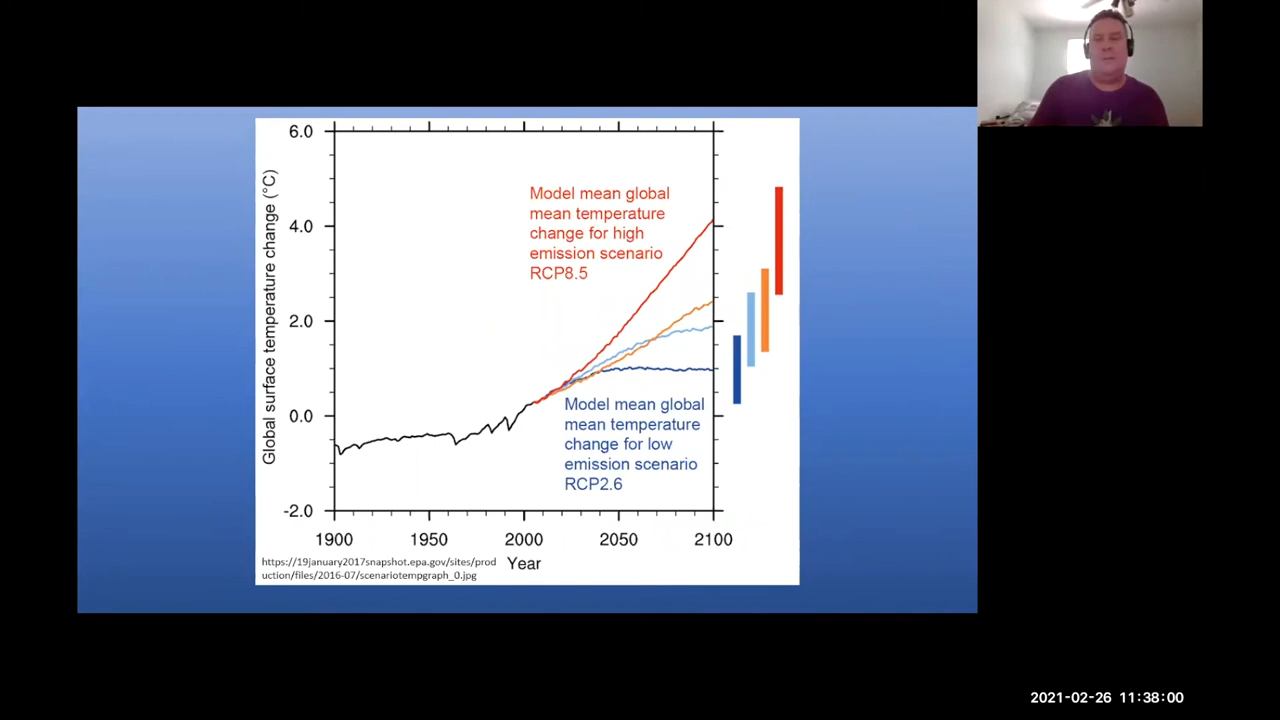 6.0
4.0
2.0
0.0
-2.0
Global surface temperature change (°C)
Model mean global
mean temperature
change for high
emission scenario
RCP8.5
Model mean global
mean temperature
change for low
emission scenario
RCP2.6
1900 1950 2000 2050 2100
Year
https://19january2017snapshot.epa.gov/sites/prod
uction/files/2016-07/scenariotempgraph_0.jpg
2021-02-26 11:38:00